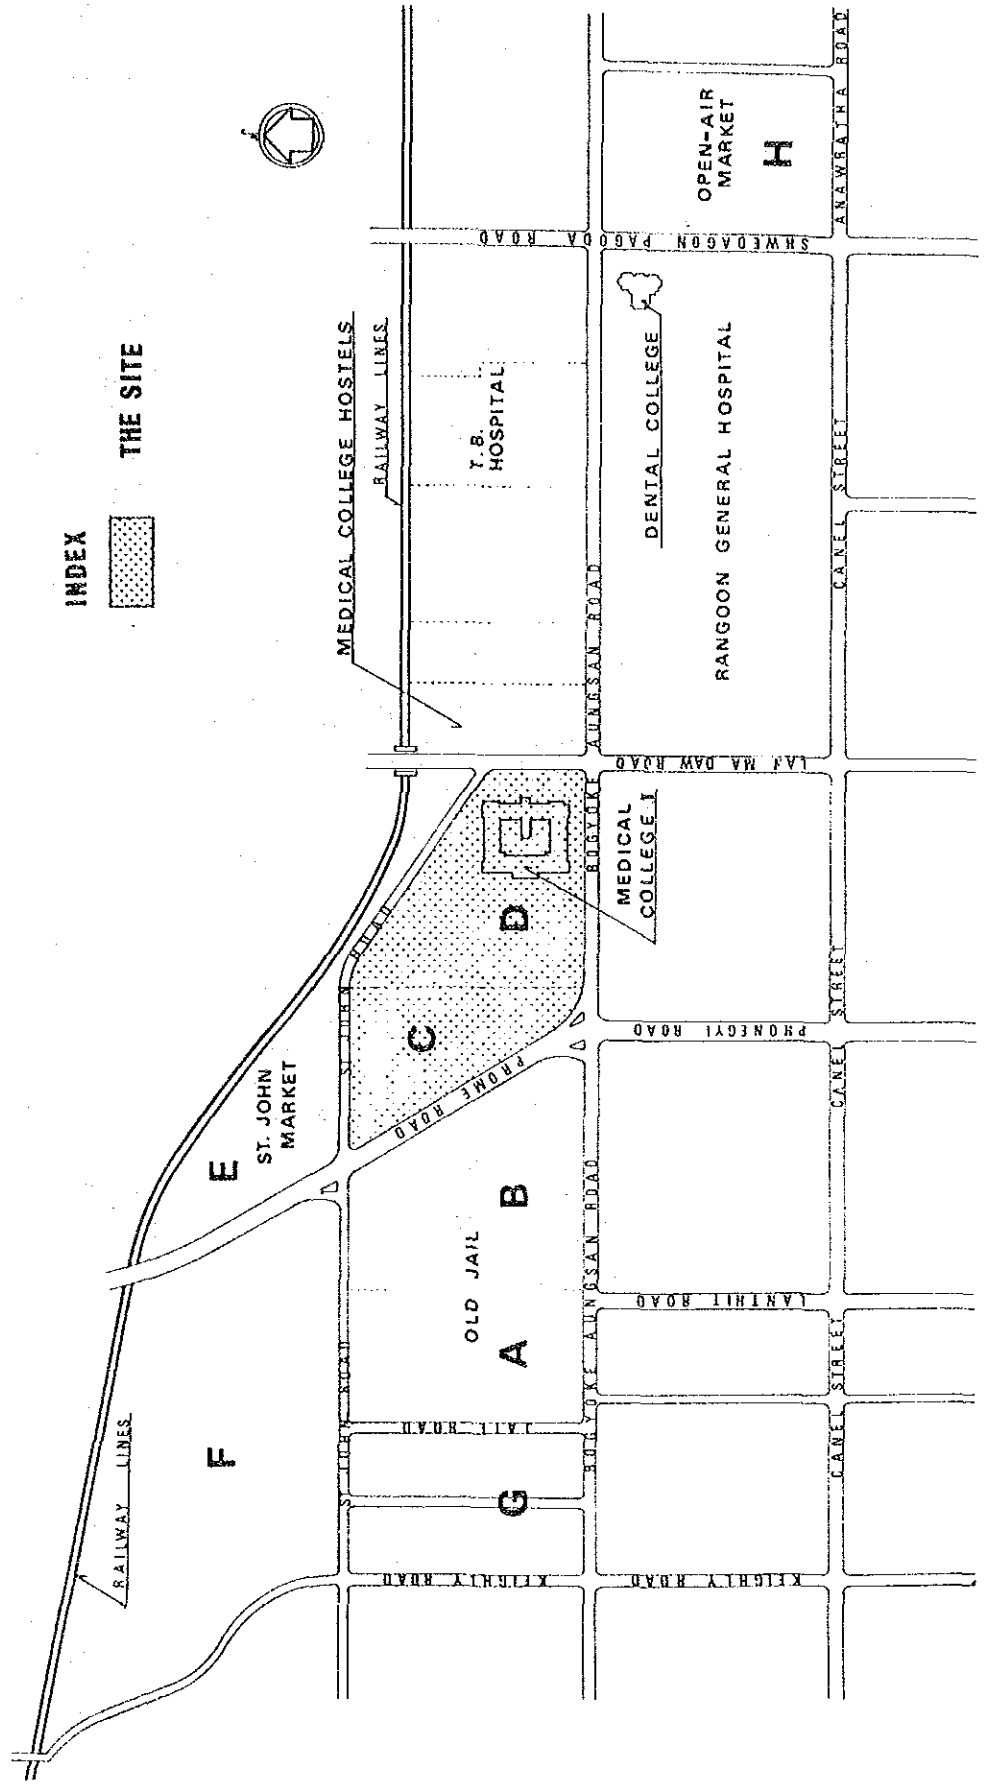 INDEX
THE SITE
RAILWAY LINES
F
E
ST. JOHN
MARKET
MEDICAL COLLEGE HOSTELS
RAILWAY LINES
ROAD
G
JAIL ROAD
OLD JAIL
A
B
PROME ROAD
C
D
T.B.
HOSPITAL
SHWEDAGON PAGODA ROAD
KEIGHLY ROAD
BOGYOKE AUNGSAN ROAD
BOGYOKE AUNGSAN ROAD
KEIGHLY ROAD
LANTHIT ROAD
PHONEGYI ROAD
MEDICAL
COLLEGE I
LAN MA DAW ROAD
DENTAL COLLEGE
RANGOON GENERAL HOSPITAL
OPEN-AIR
MARKET
H
CANEL STREET
CANEL STREET
CANEL STREET
ANAWRATHA ROAD